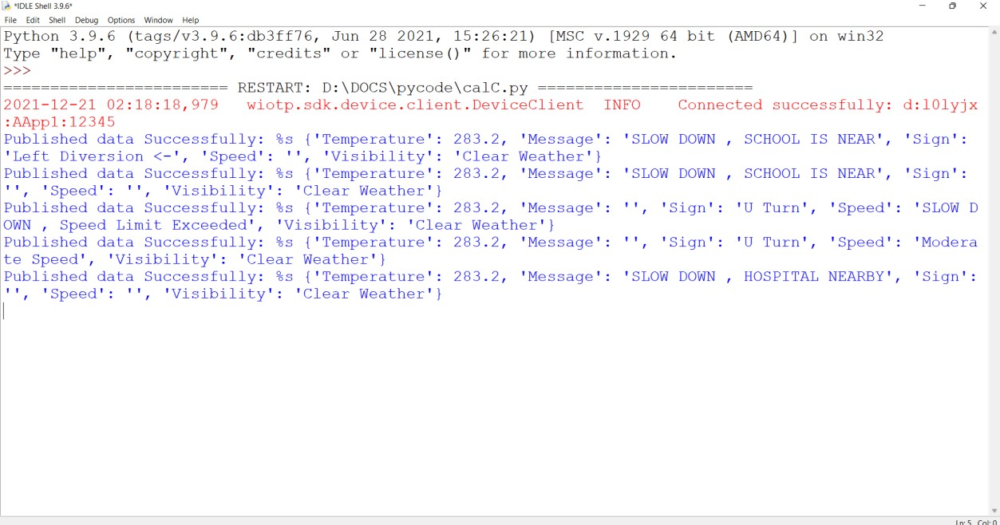 *IDLE Shell 3.9.6*
File Edit Shell Debug Options Window Help
Python 3.9.6 (tags/v3.9.6:db3ff76, Jun 28 2021, 15:26:21) [MSC v.1929 64 bit (AMD64)] on win32
Type "help", "copyright", "credits" or "license()" for more information.
>>>
======================== RESTART: D:\DOCS\pycode\calC.py =======================
2021-12-21 02:18:18,979   wiotp.sdk.device.client.DeviceClient  INFO    Connected successfully: d:l0lyjx
:AApp1:12345
Published data Successfully: %s {'Temperature': 283.2, 'Message': 'SLOW DOWN , SCHOOL IS NEAR', 'Sign':
'Left Diversion <-', 'Speed': '', 'Visibility': 'Clear Weather'}
Published data Successfully: %s {'Temperature': 283.2, 'Message': 'SLOW DOWN , SCHOOL IS NEAR', 'Sign':
'', 'Speed': '', 'Visibility': 'Clear Weather'}
Published data Successfully: %s {'Temperature': 283.2, 'Message': '', 'Sign': 'U Turn', 'Speed': 'SLOW D
OWN , Speed Limit Exceeded', 'Visibility': 'Clear Weather'}
Published data Successfully: %s {'Temperature': 283.2, 'Message': '', 'Sign': 'U Turn', 'Speed': 'Modera
te Speed', 'Visibility': 'Clear Weather'}
Published data Successfully: %s {'Temperature': 283.2, 'Message': 'SLOW DOWN , HOSPITAL NEARBY', 'Sign':
'', 'Speed': '', 'Visibility': 'Clear Weather'}
Ln: 5 Col: 0